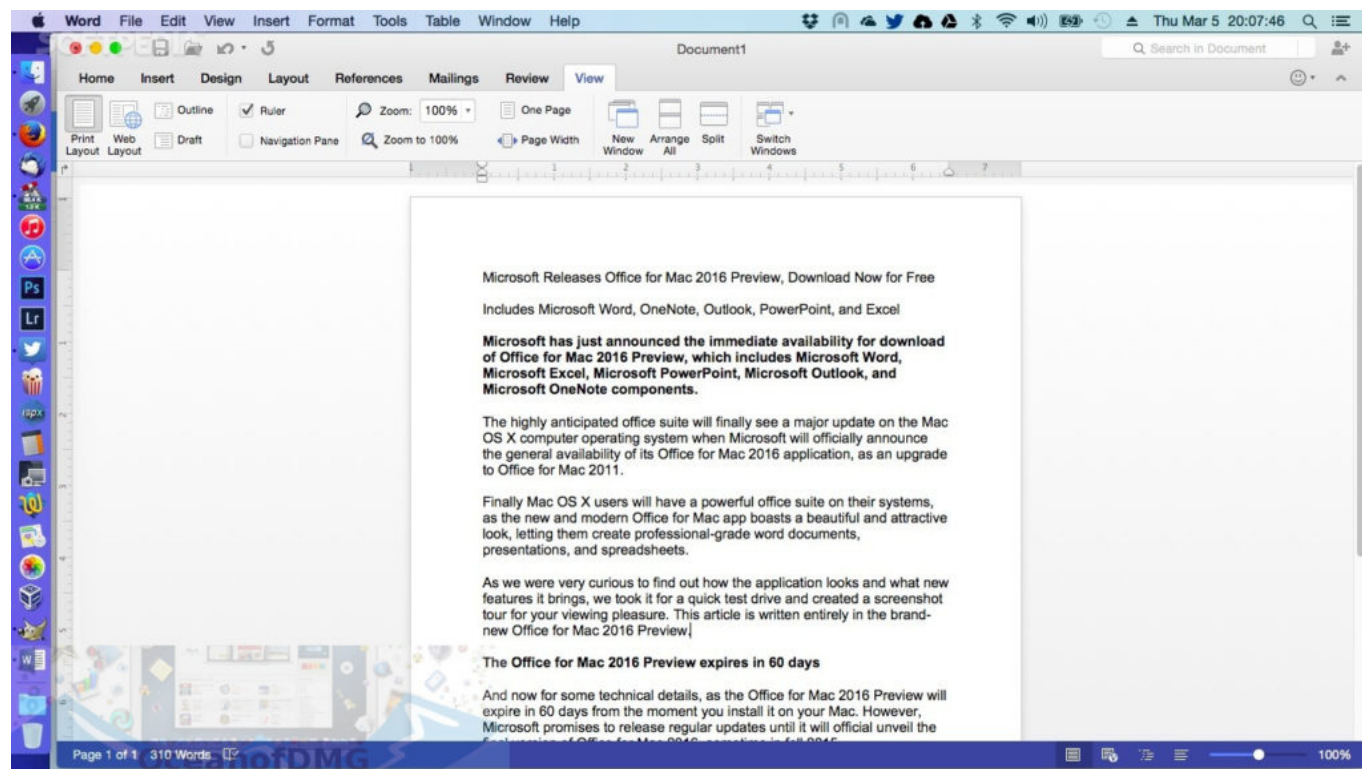 Word File Edit View Insert Format Tools Table Window Help Thu Mar 5 20:07:46
Document1
Search in Document
Home Insert Design Layout References Mailings Review View
Print Layout
Web Layout
Outline
Draft
Ruler
Navigation Pane
Zoom: 100%
Zoom to 100%
One Page
Page Width
New Window
Arrange All
Split
Switch Windows
1 1 2 3 4 5 6 7
Ps
Lr
Microsoft Releases Office for Mac 2016 Preview, Download Now for Free
Includes Microsoft Word, OneNote, Outlook, PowerPoint, and Excel
Microsoft has just announced the immediate availability for download
of Office for Mac 2016 Preview, which includes Microsoft Word,
Microsoft Excel, Microsoft PowerPoint, Microsoft Outlook, and
Microsoft OneNote components.
The highly anticipated office suite will finally see a major update on the Mac
OS X computer operating system when Microsoft will officially announce
the general availability of its Office for Mac 2016 application, as an upgrade
to Office for Mac 2011.
Finally Mac OS X users will have a powerful office suite on their systems,
as the new and modern Office for Mac app boasts a beautiful and attractive
look, letting them create professional-grade word documents,
presentations, and spreadsheets.
As we were very curious to find out how the application looks and what new
features it brings, we took it for a quick test drive and created a screenshot
tour for your viewing pleasure. This article is written entirely in the brand-
new Office for Mac 2016 Preview.
The Office for Mac 2016 Preview expires in 60 days
And now for some technical details, as the Office for Mac 2016 Preview will
expire in 60 days from the moment you install it on your Mac. However,
Microsoft promises to release regular updates until it will official unveil the
W
Page 1 of 1 310 Words 100%
OceanofDMG